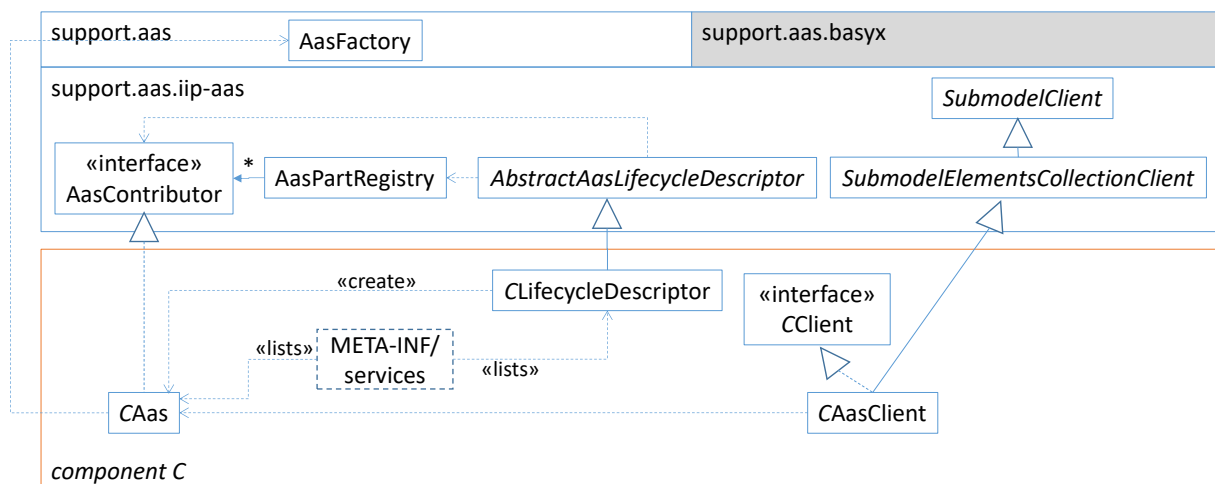 support.aas
AasFactory
support.aas.basyx
support.aas.iip-aas
SubmodelClient
«interface»
AasContributor
*
AasPartRegistry
AbstractAasLifecycleDescriptor
SubmodelElementsCollectionClient
«create»
CLifecycleDescriptor
«interface»
CClient
«lists»
META-INF/
services
«lists»
CAas
CAasClient
component C